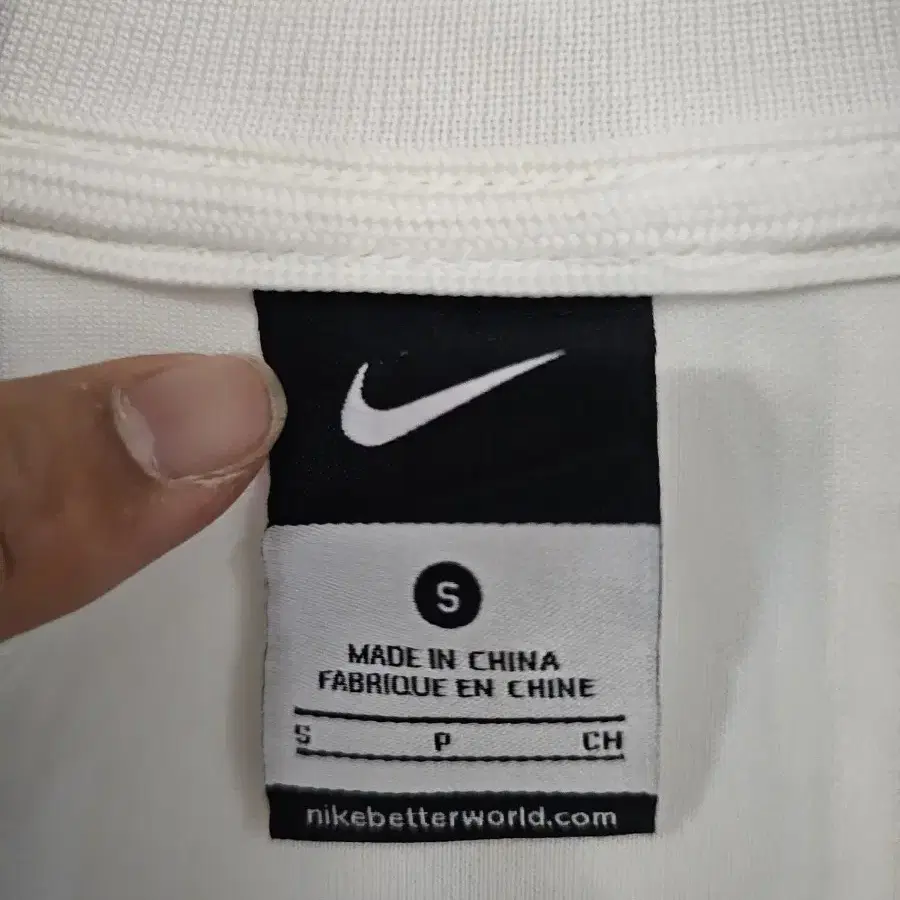 S
MADE IN CHINA
FABRIQUE EN CHINE
S P CH
nikebetterworld.com